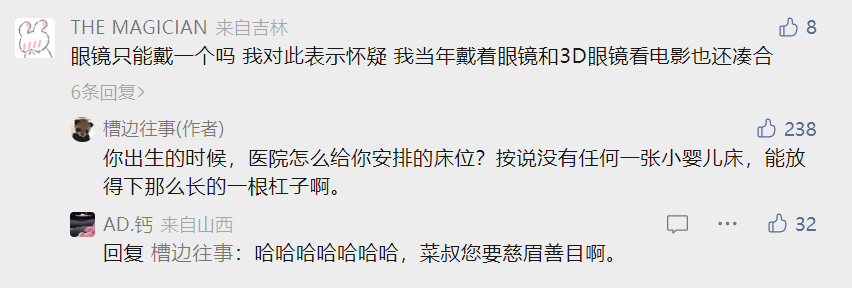 THE MAGICIAN 来自吉林 8
眼镜只能戴一个吗 我对此表示怀疑 我当年戴着眼镜和3D眼镜看电影也还凑合
6条回复>
槽边往事(作者) 238
你出生的时候，医院怎么给你安排的床位？按说没有任何一张小婴儿床，能放
得下那么长的一根杠子啊。
AD.钙 来自山西 32
回复 槽边往事：哈哈哈哈哈哈哈，菜叔您要慈眉善目啊。